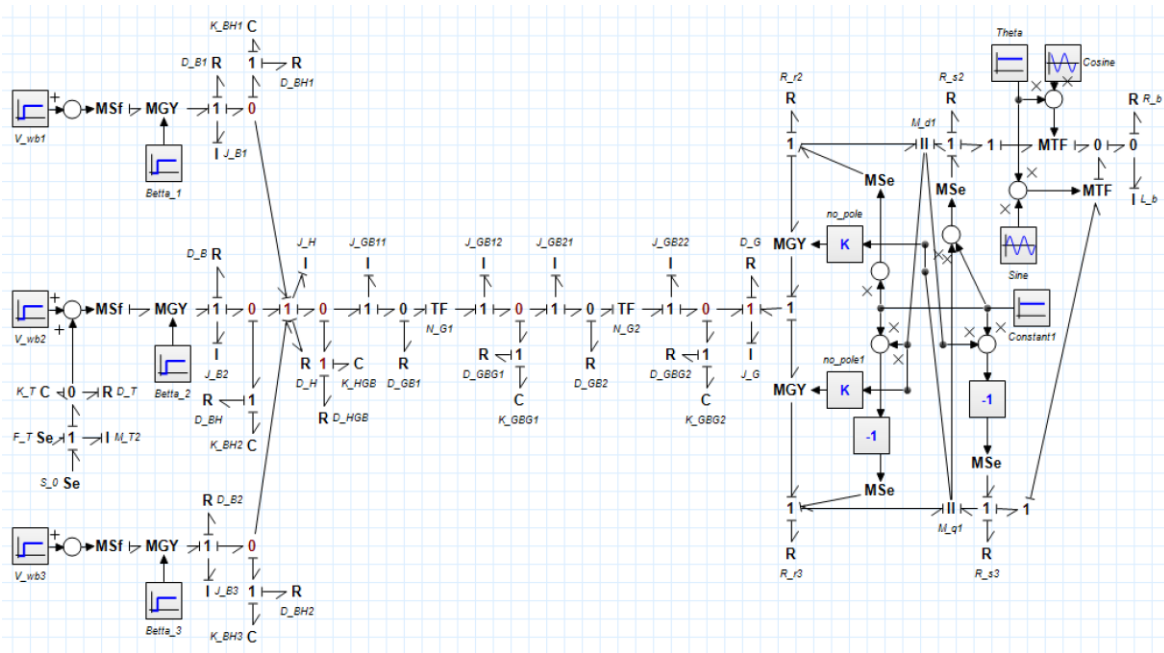 K_BH1 C
D_B1 R 1 R
D_BH1
V_wb1 + MSf MGY 1 0
I J_B1
Betta_1
Theta
Cosine
R_r2 R_s2
R R R R_b
M_d1
1 II 1 1 MTF 0 0
MSe MSe MTF I L_b
no_pole
MGY K
Sine
D_B R J_H J_GB11 J_GB12 J_GB21 J_GB22 D_G
I I I I I R
V_wb2 + + MSf MGY 1 0 1 0 1 0 TF 1 0 1 0 TF 1 0 1 1
N_G1 N_G2
Constant1
I J_B2
Betta_2
R D_H 1 C K_HGB
R D_HGB
R D_GB1
R 1 D_GBG1
C K_GBG1
R D_GB2
R 1 D_GBG2
C K_GBG2
I J_G
no_pole1
MGY K
K_T C 0 R D_T
R 1 D_BH
K_BH2 C
F_T Se 1 I M_T2
S_0 Se
-1
-1
MSe
MSe
R D_B2
1 II 1 1
M_q1
V_wb3 + MSf MGY 1 0
R R
R_r3 R_s3
I J_B3 1 R
D_BH2
Betta_3 K_BH3 C